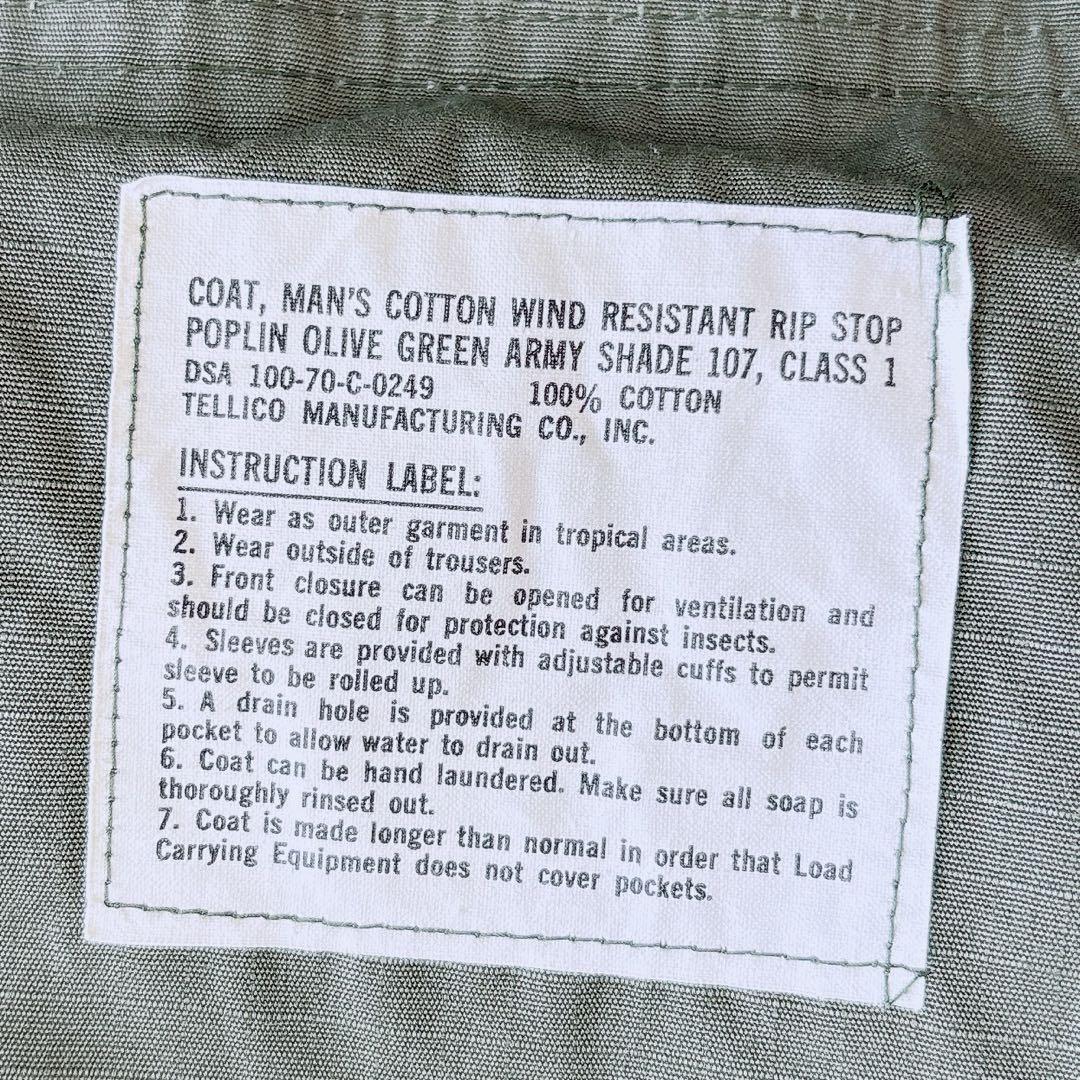 COAT, MAN'S COTTON WIND RESISTANT RIP STOP
POPLIN OLIVE GREEN ARMY SHADE 107, CLASS 1
DSA 100-70-C-0249 100% COTTON
TELLICO MANUFACTURING CO., INC.
INSTRUCTION LABEL:
1. Wear as outer garment in tropical areas.
2. Wear outside of trousers.
3. Front closure can be opened for ventilation and
should be closed for protection against insects.
4. Sleeves are provided with adjustable cuffs to permit
sleeve to be rolled up.
5. A drain hole is provided at the bottom of each
pocket to allow water to drain out.
6. Coat can be hand laundered. Make sure all soap is
thoroughly rinsed out.
7. Coat is made longer than normal in order that Load
Carrying Equipment does not cover pockets.